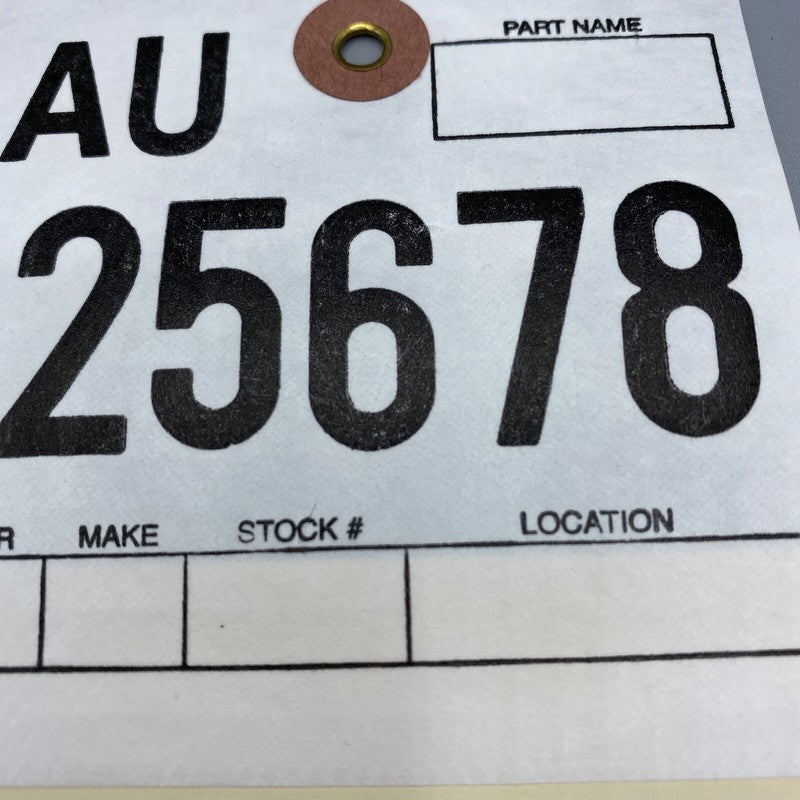 AU
PART NAME
25678
R MAKE STOCK # LOCATION